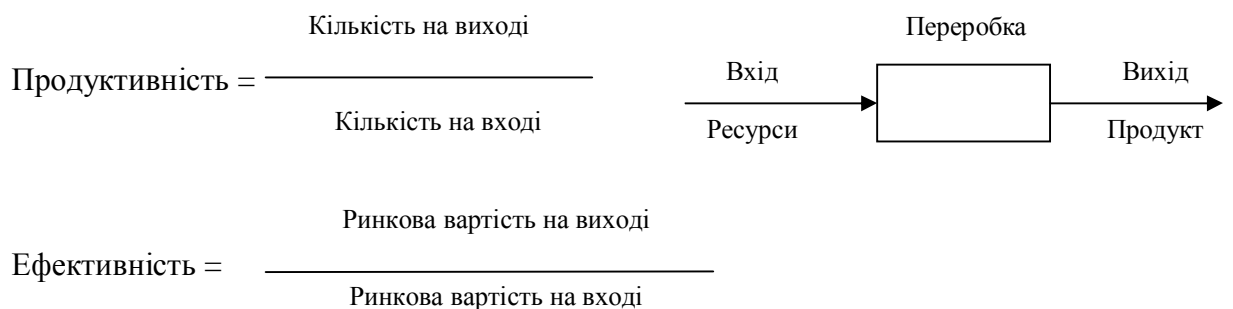 Кількість на виході
Продуктивність =
Кількість на вході
Переробка
Вхід
Вихід
Ресурси
Продукт
Ринкова вартість на виході
Ефективність =
Ринкова вартість на вході